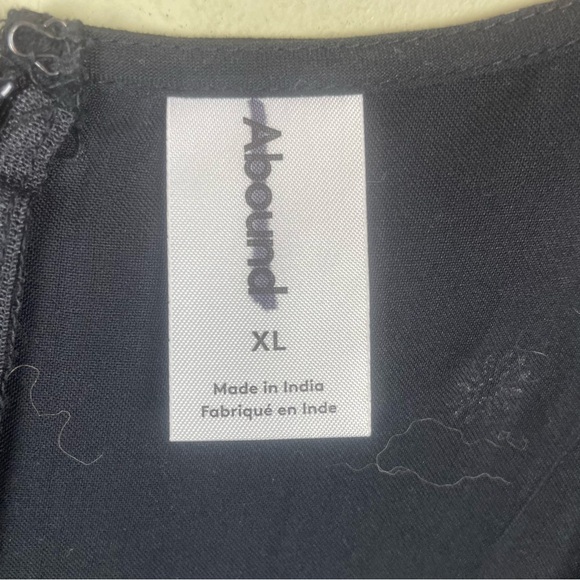 Abound
XL
Made in India
Fabriqué en Inde